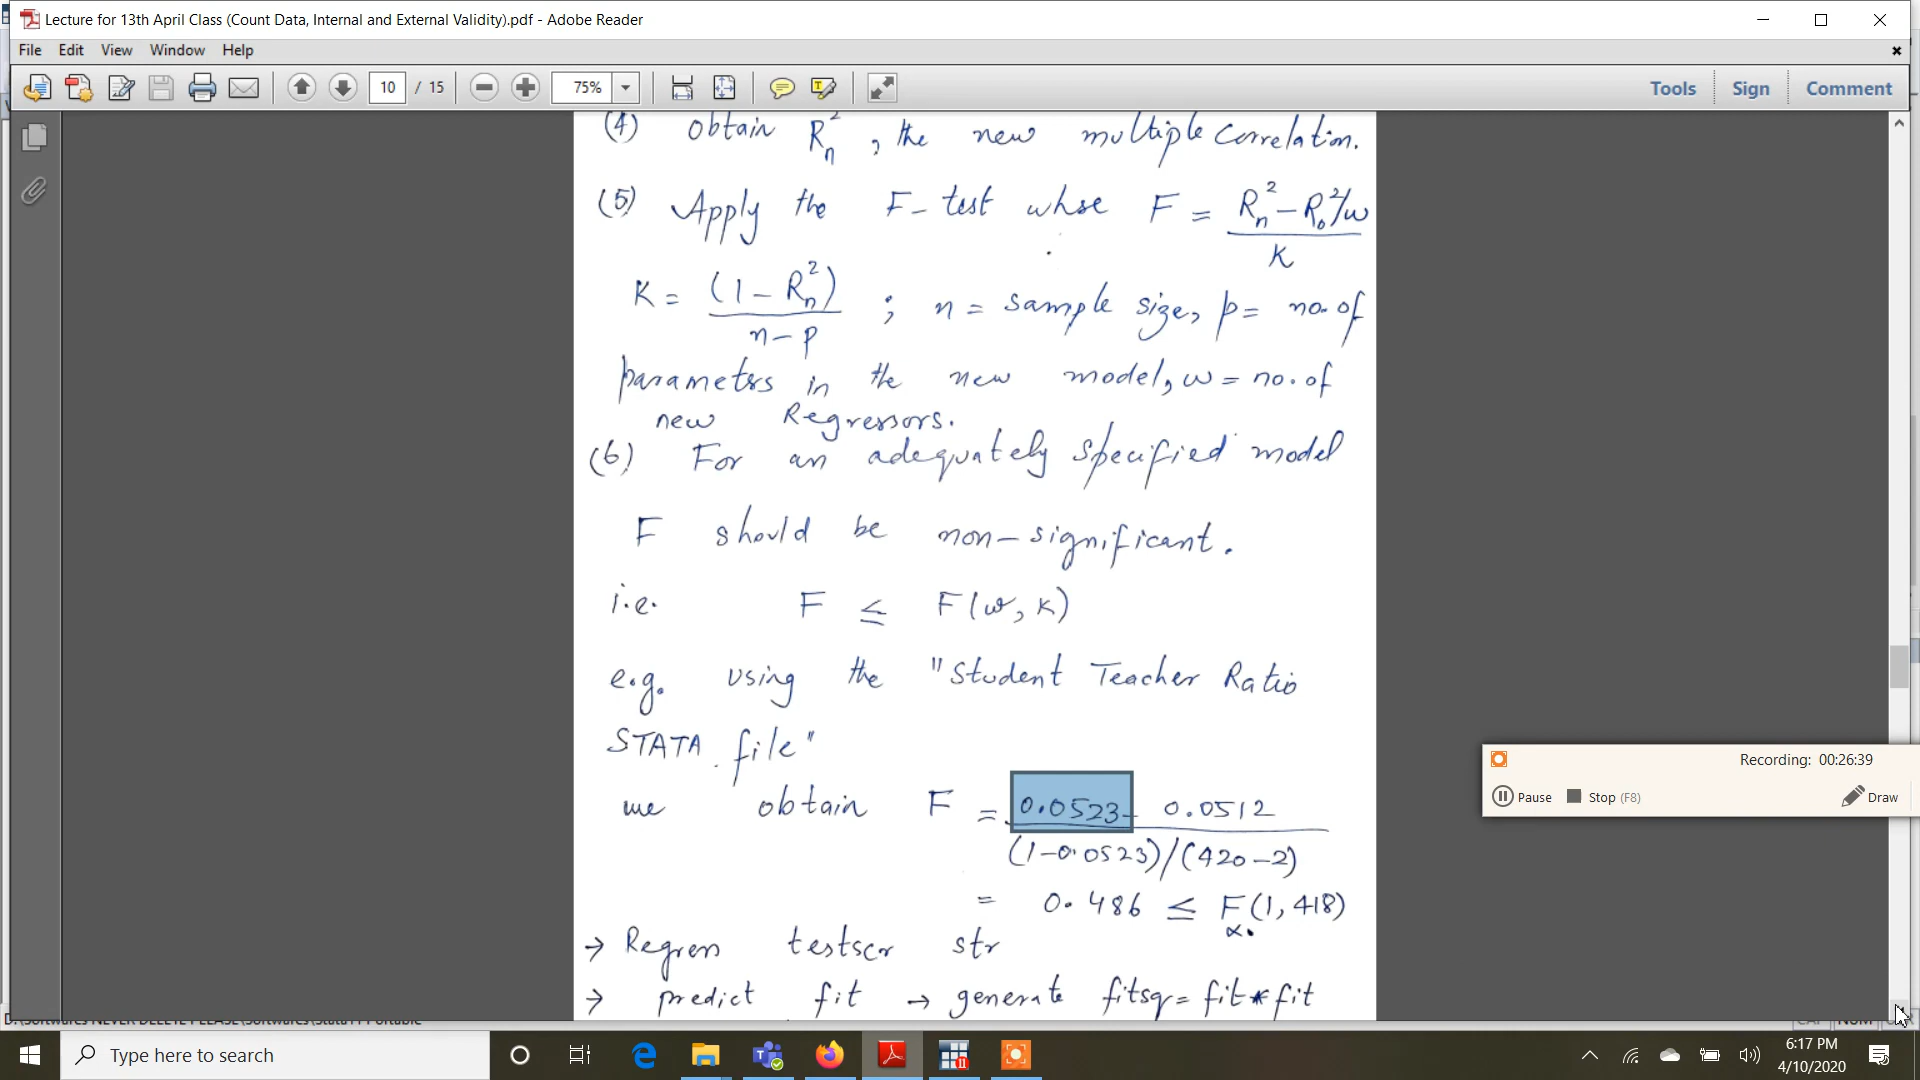 Lecture for 13th April Class (Count Data, Internal and External Validity).pdf - Adobe Reader
File Edit View Window Help
10 / 15 75% Tools Sign Comment
(4) Obtain Rn², the new multiple correlation.
(5) Apply the F-test whose F = Rn² - Ro²/w
K
K = (1 - Rn²) ; n = sample size, p = no. of
n - p
parameters in the new model, w = no. of
new Regressors.
(6) For an adequately specified model
F should be non-significant.
i.e. F ≤ F(w, K)
e.g. using the "Student Teacher Ratio
STATA file"
we obtain F = 0.0523 - 0.0512
(1-0.0523)/(420-2)
= 0.486 ≤ F(1, 418)
α.
→ Regress testscr str
→ predict fit → generate fitsq = fit * fit
Recording: 00:26:39
Pause Stop (F8) Draw
Type here to search
6:17 PM
4/10/2020